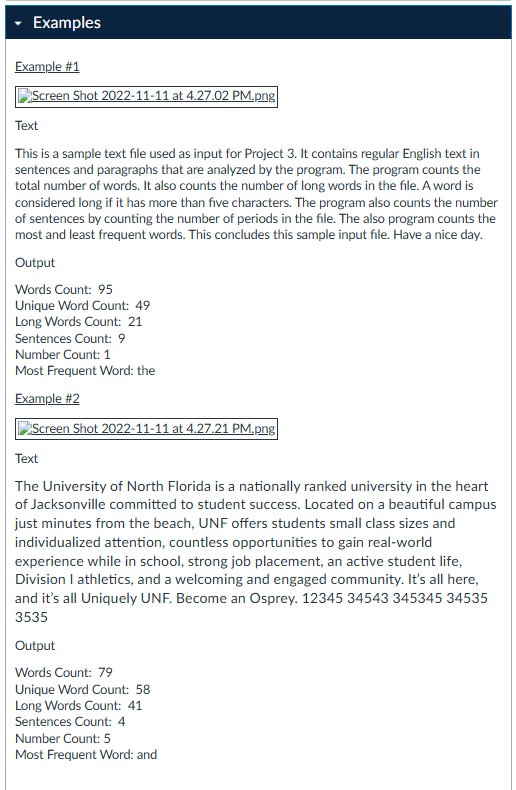 Examples
Example #1
Screen Shot 2022-11-11 at 4.27.02 PM.png
Text
This is a sample text file used as input for Project 3. It contains regular English text in
sentences and paragraphs that are analyzed by the program. The program counts the
total number of words. It also counts the number of long words in the file. A word is
considered long if it has more than five characters. The program also counts the number
of sentences by counting the number of periods in the file. The also program counts the
most and least frequent words. This concludes this sample input file. Have a nice day.
Output
Words Count:  95
Unique Word Count:  49
Long Words Count:  21
Sentences Count:  9
Number Count: 1
Most Frequent Word: the
Example #2
Screen Shot 2022-11-11 at 4.27.21 PM.png
Text
The University of North Florida is a nationally ranked university in the heart
of Jacksonville committed to student success. Located on a beautiful campus
just minutes from the beach, UNF offers students small class sizes and
individualized attention, countless opportunities to gain real-world
experience while in school, strong job placement, an active student life,
Division I athletics, and a welcoming and engaged community. It’s all here,
and it’s all Uniquely UNF. Become an Osprey. 12345 34543 345345 34535
3535
Output
Words Count:  79
Unique Word Count:  58
Long Words Count:  41
Sentences Count:  4
Number Count: 5
Most Frequent Word: and